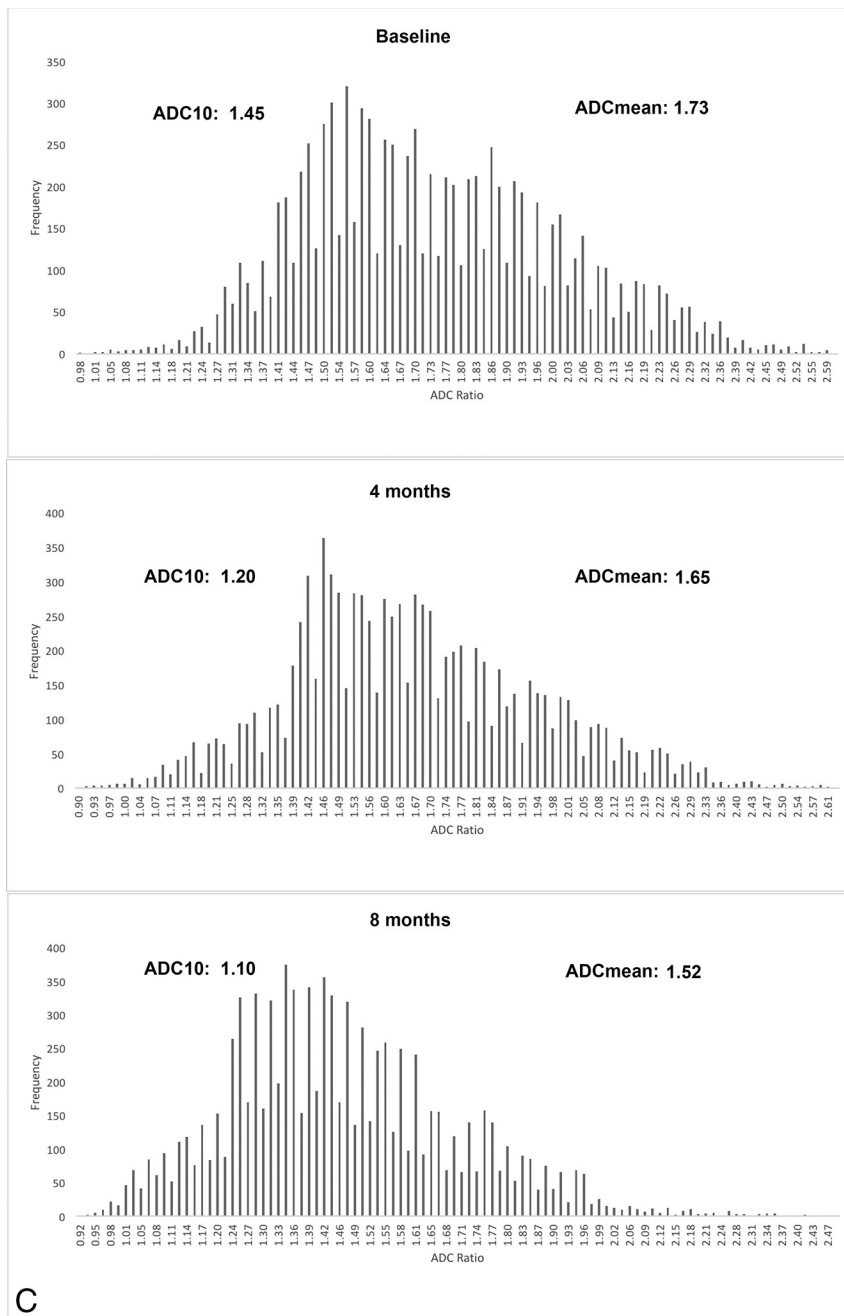 Baseline
350
300
250
200
150
100
50
0
Frequency
ADC10: 1.45
ADCmean: 1.73
0.98 1.01 1.05 1.08 1.11 1.14 1.18 1.21 1.24 1.27 1.31 1.34 1.37 1.41 1.44 1.47 1.50 1.54 1.57 1.60 1.64 1.67 1.70 1.73 1.77 1.80 1.83 1.86 1.90 1.93 1.96 2.00 2.03 2.06 2.09 2.13 2.16 2.19 2.23 2.26 2.29 2.32 2.36 2.39 2.42 2.45 2.49 2.52 2.55 2.59
ADC Ratio
4 months
400
350
300
250
200
150
100
50
0
Frequency
ADC10: 1.20
ADCmean: 1.65
0.90 0.93 0.97 1.00 1.04 1.07 1.11 1.14 1.18 1.21 1.25 1.28 1.32 1.35 1.39 1.42 1.46 1.49 1.53 1.56 1.60 1.63 1.67 1.70 1.74 1.77 1.81 1.84 1.87 1.91 1.94 1.98 2.01 2.05 2.08 2.12 2.15 2.19 2.22 2.26 2.29 2.33 2.36 2.40 2.43 2.47 2.50 2.54 2.57 2.61
ADC Ratio
8 months
400
350
300
250
200
150
100
50
0
Frequency
ADC10: 1.10
ADCmean: 1.52
0.92 0.95 0.98 1.01 1.05 1.08 1.11 1.14 1.17 1.20 1.24 1.27 1.30 1.33 1.36 1.39 1.42 1.46 1.49 1.52 1.55 1.58 1.61 1.65 1.68 1.71 1.74 1.77 1.80 1.83 1.87 1.90 1.93 1.96 1.99 2.02 2.06 2.09 2.12 2.15 2.18 2.21 2.24 2.28 2.31 2.34 2.37 2.40 2.43 2.47
ADC Ratio
C